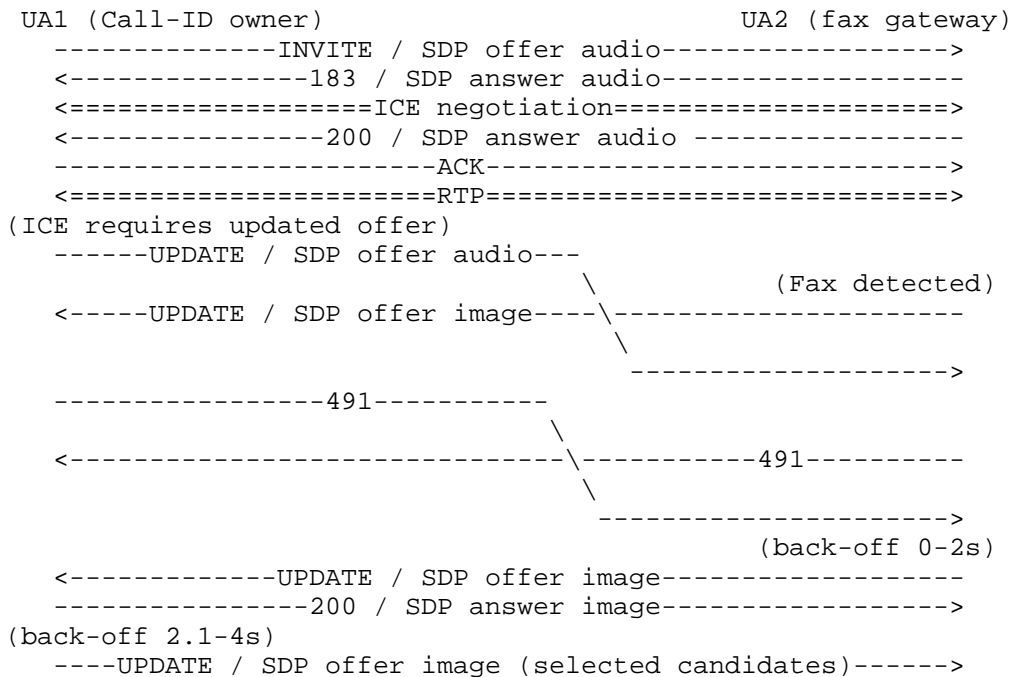 UA1 (Call-ID owner)                          UA2 (fax gateway)
   --------------INVITE / SDP offer audio------------------>
   <---------------183 / SDP answer audio-------------------
   <===================ICE negotiation=====================>
   <----------------200 / SDP answer audio -----------------
   ------------------------ACK----------------------------->
   <=======================RTP=============================>
(ICE requires updated offer)
   ------UPDATE / SDP offer audio---
                                    \           (Fax detected)
   <-----UPDATE / SDP offer image----\----------------------
                                      \
                                       -------------------->
   -----------------491-----------
                                  \
   <-------------------------------\-----------491----------
                                    \
                                     ---------------------->
                                               (back-off 0-2s)
   <-------------UPDATE / SDP offer image-------------------
   ----------------200 / SDP answer image------------------>
(back-off 2.1-4s)
   ----UPDATE / SDP offer image (selected candidates)------>